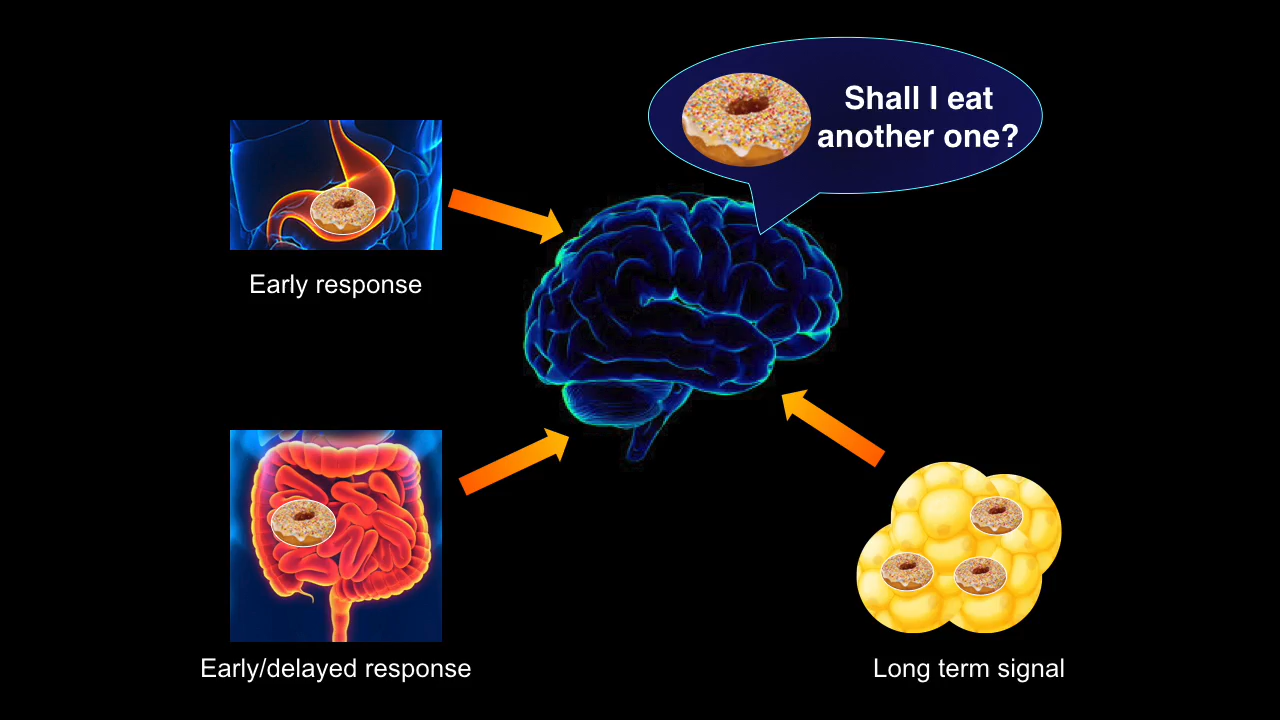 Shall I eat
another one?
Early response
Early/delayed response
Long term signal